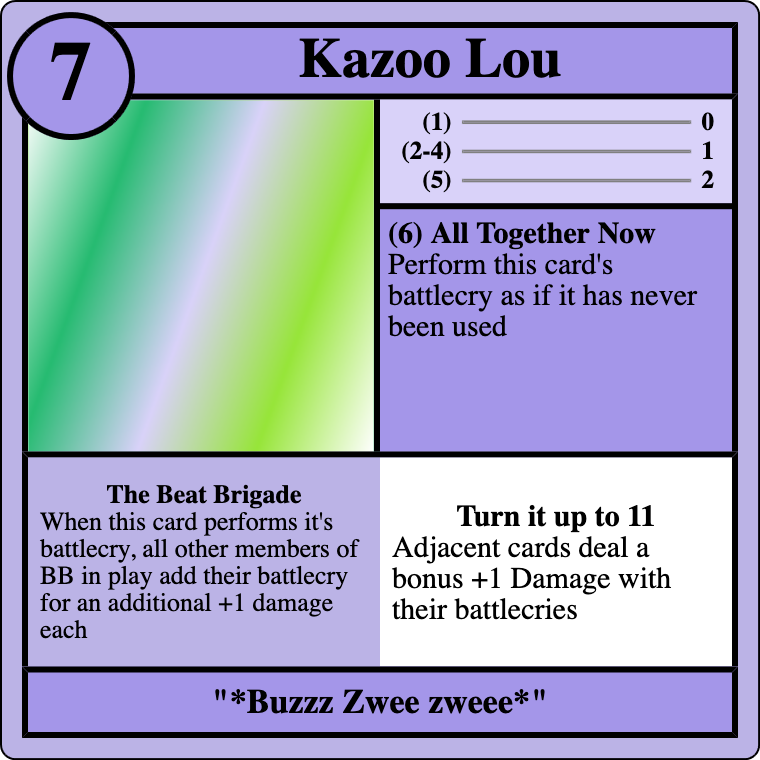 7
Kazoo Lou
(1) 0
(2-4) 1
(5) 2
(6) All Together Now
Perform this card's
battlecry as if it has never
been used
The Beat Brigade
When this card performs it's
battlecry, all other members of
BB in play add their battlecry
for an additional +1 damage
each
Turn it up to 11
Adjacent cards deal a
bonus +1 Damage with
their battlecries
"*Buzzz Zwee zweee*"